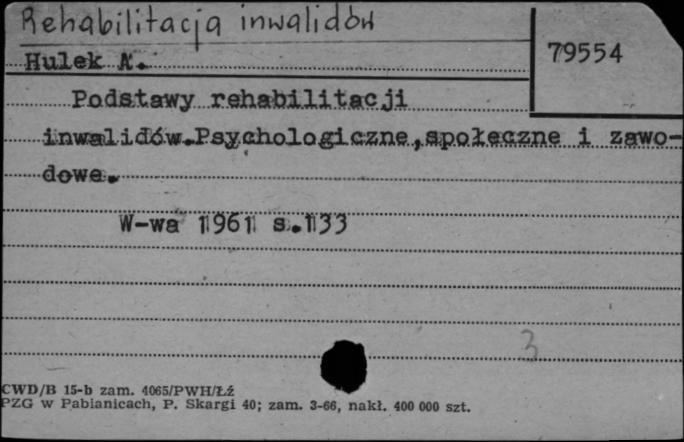 Rehabilitacja inwalidów
79554
Hulek A.
Podstawy rehabilitacji
inwalidów.Psychologiczne,społeczne i zawo-
dowe.
W-wa 1961 s.133
3
CWD/B 15-b zam. 4065/PWH/Łź
PZG w Pabianicach, P. Skargi 40; zam. 3-66, nakł. 400 000 szt.